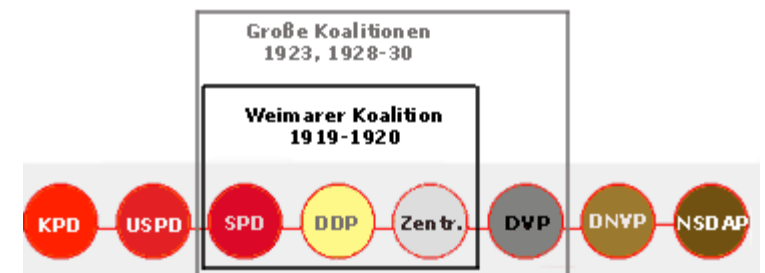 Große Koalitionen
1923, 1928-30
Weimarer Koalition
1919-1920
KPD USPD SPD DDP Zentr. DVP DNVP NSDAP